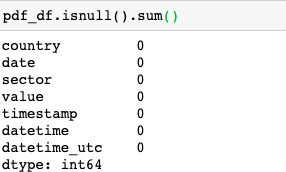 pdf_df.isnull().sum()
country 0
date 0
sector 0
value 0
timestamp 0
datetime 0
datetime_utc 0
dtype: int64